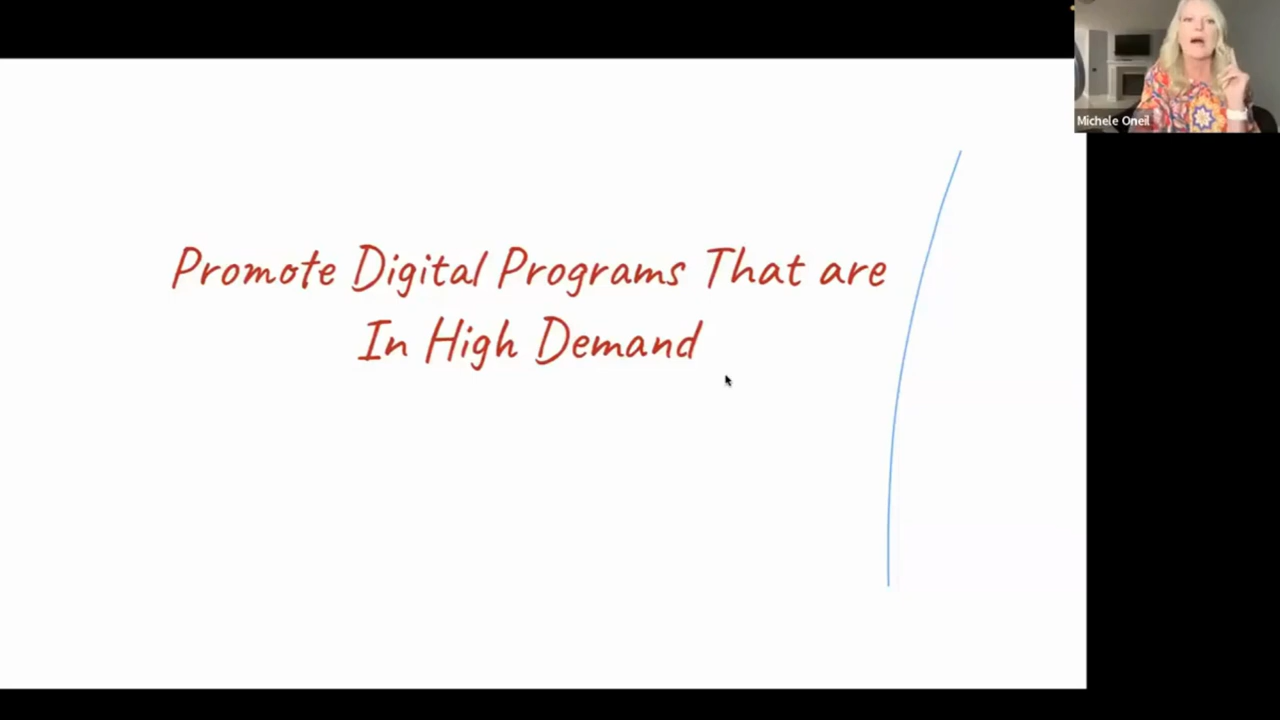 Michele Oneil
Promote Digital Programs That are
In High Demand